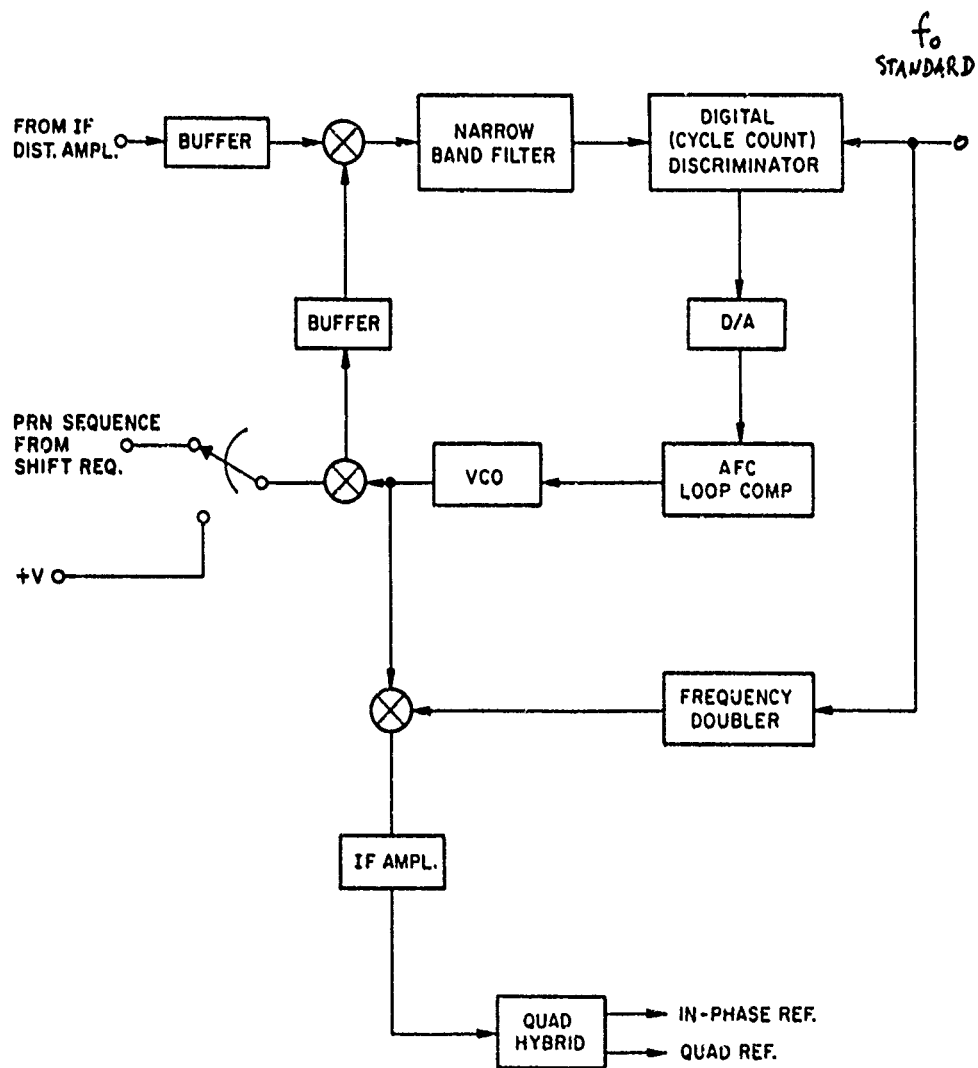 f0
STANDARD
FROM IF
DIST. AMPL.
BUFFER
NARROW
BAND FILTER
DIGITAL
(CYCLE COUNT)
DISCRIMINATOR
BUFFER
D/A
PRN SEQUENCE
FROM
SHIFT REQ.
VCO
AFC
LOOP COMP
+V
FREQUENCY
DOUBLER
IF AMPL.
QUAD
HYBRID
IN-PHASE REF.
QUAD REF.